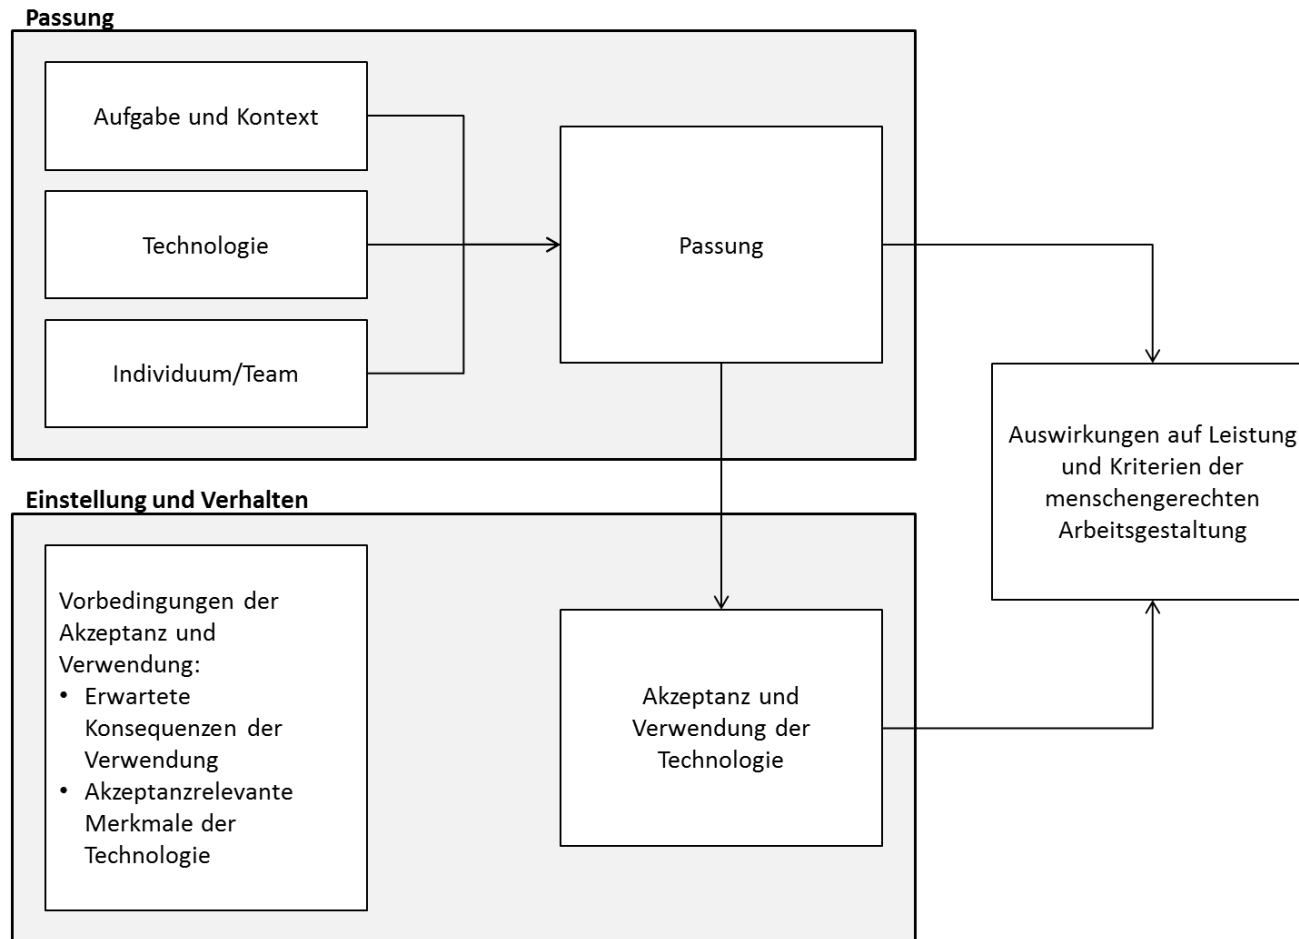 Passung
Aufgabe und Kontext
Technologie
Individuum/Team
Passung
Auswirkungen auf Leistung
und Kriterien der
menschengerechten
Arbeitsgestaltung
Einstellung und Verhalten
Vorbedingungen der
Akzeptanz und
Verwendung:
• Erwartete
Konsequenzen der
Verwendung
• Akzeptanzrelevante
Merkmale der
Technologie
Akzeptanz und
Verwendung der
Technologie